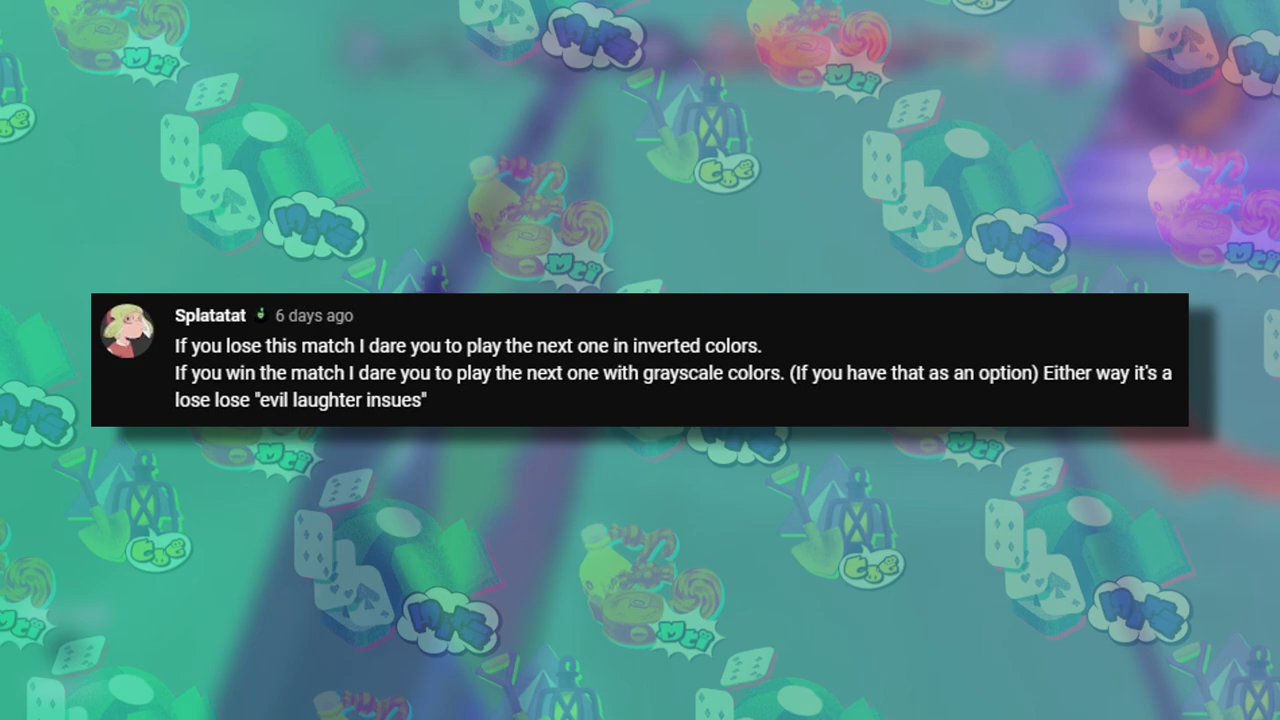 Splatatat 6 days ago
If you lose this match I dare you to play the next one in inverted colors.
If you win the match I dare you to play the next one with grayscale colors. (If you have that as an option) Either way it's a
lose lose "evil laughter insues"